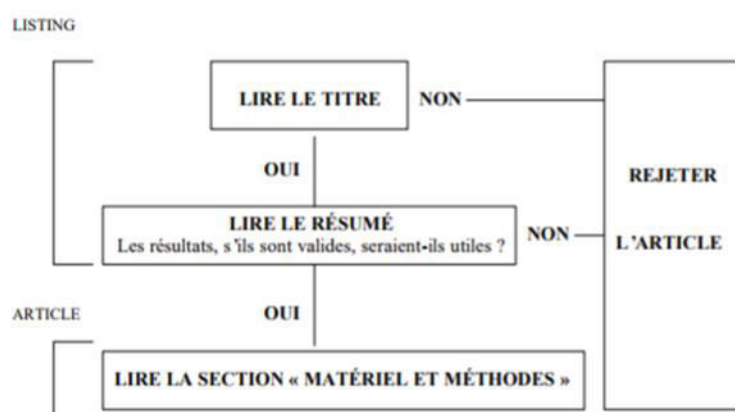 LISTING
LIRE LE TITRE
NON
OUI
REJETER
L'ARTICLE
LIRE LE RÉSUMÉ
Les résultats, s'ils sont valides, seraient-ils utiles ?
NON
ARTICLE
OUI
LIRE LA SECTION « MATÉRIEL ET MÉTHODES »